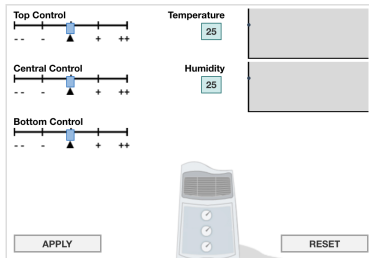 Top Control
-- - ▲ + ++
Central Control
-- - ▲ + ++
Bottom Control
-- - ▲ + ++
Temperature
25
Humidity
25
APPLY
RESET